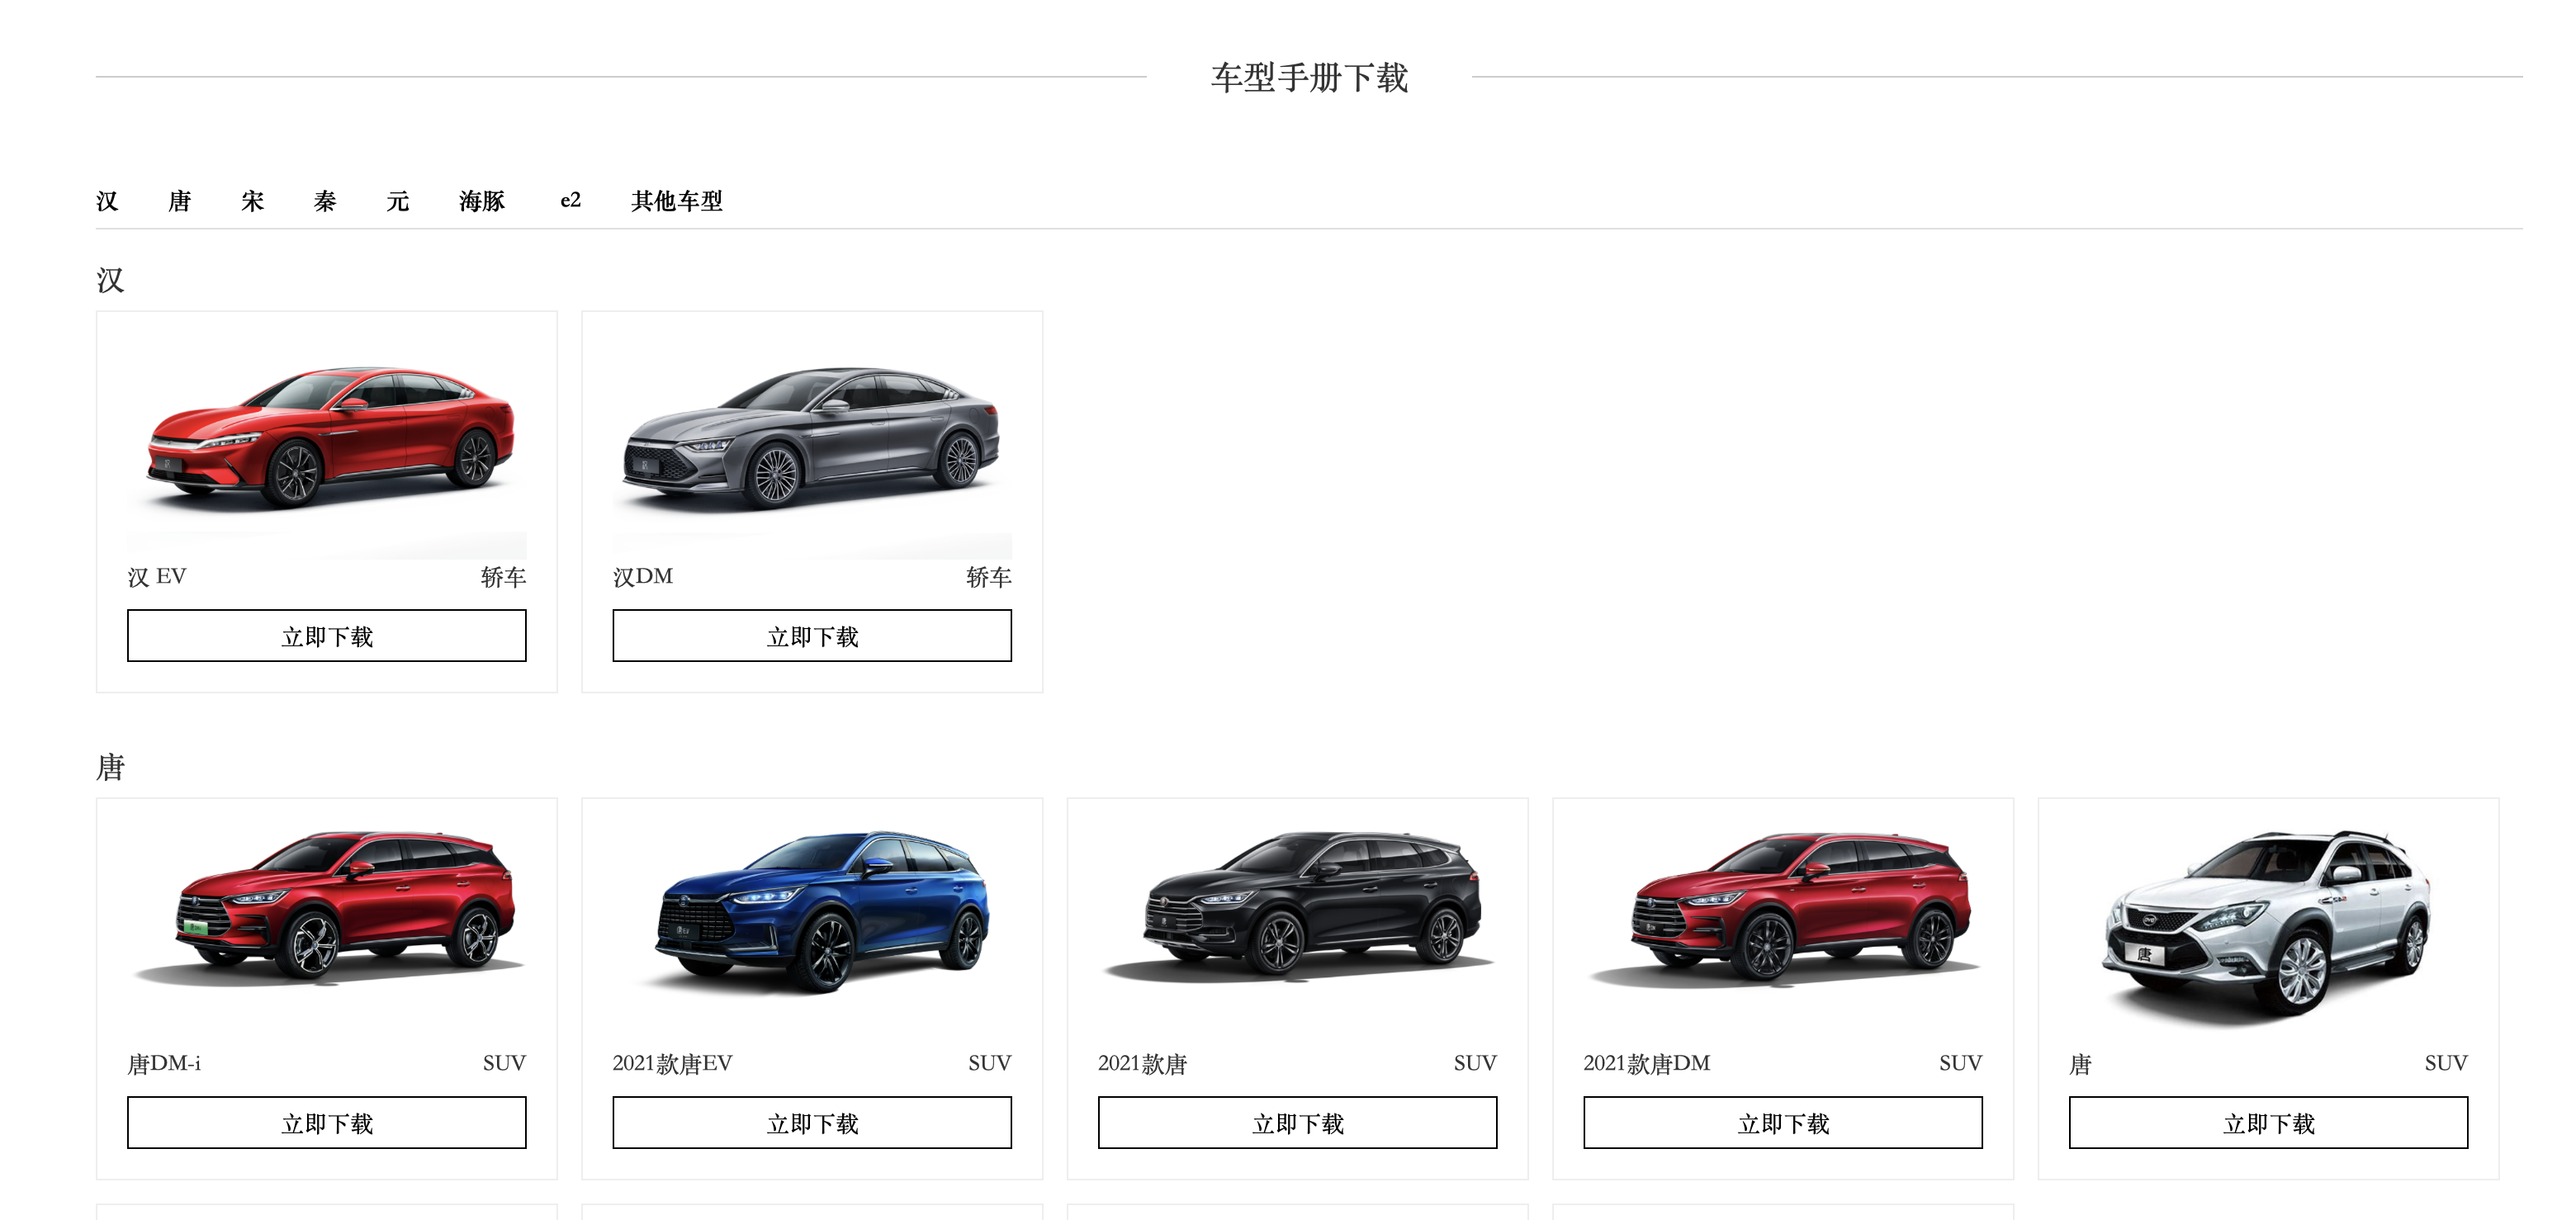 车型手册下载
汉 唐 宋 秦 元 海豚 e2 其他车型
汉
汉 EV 轿车 汉DM 轿车
立即下载 立即下载
唐
唐
唐DM-i SUV 2021款唐EV SUV 2021款唐 SUV 2021款唐DM SUV 唐 SUV
立即下载 立即下载 立即下载 立即下载 立即下载